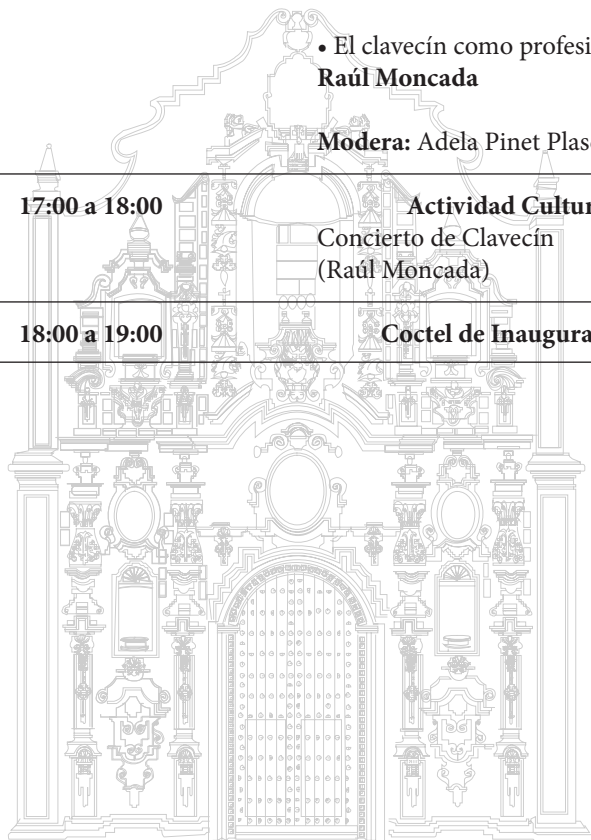 • El clavecín como profesi
Raúl Moncada
Modera: Adela Pinet Plas
17:00 a 18:00 Actividad Cultur
Concierto de Clavecín
(Raúl Moncada)
18:00 a 19:00 Coctel de Inaugura